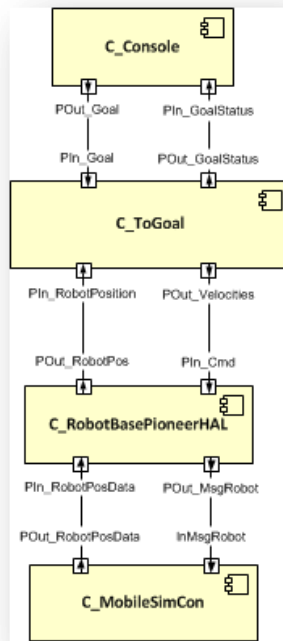 C_Console
POut_Goal PIn_GoalStatus
PIn_Goal POut_GoalStatus
C_ToGoal
PIn_RobotPosition POut_Velocities
POut_RobotPos PIn_Cmd
C_RobotBasePioneerHAL
PIn_RobotPosData POut_MsgRobot
POut_RobotPosData InMsgRobot
C_MobileSimCon